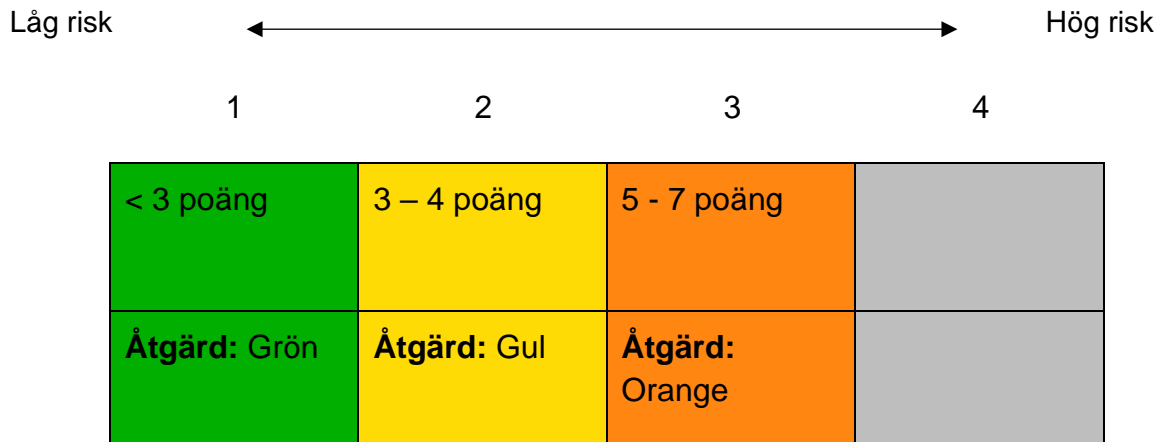 Låg risk Hög risk
1 2 3 4
< 3 poäng 3 – 4 poäng 5 - 7 poäng
Åtgärd: Grön Åtgärd: Gul Åtgärd:
Orange